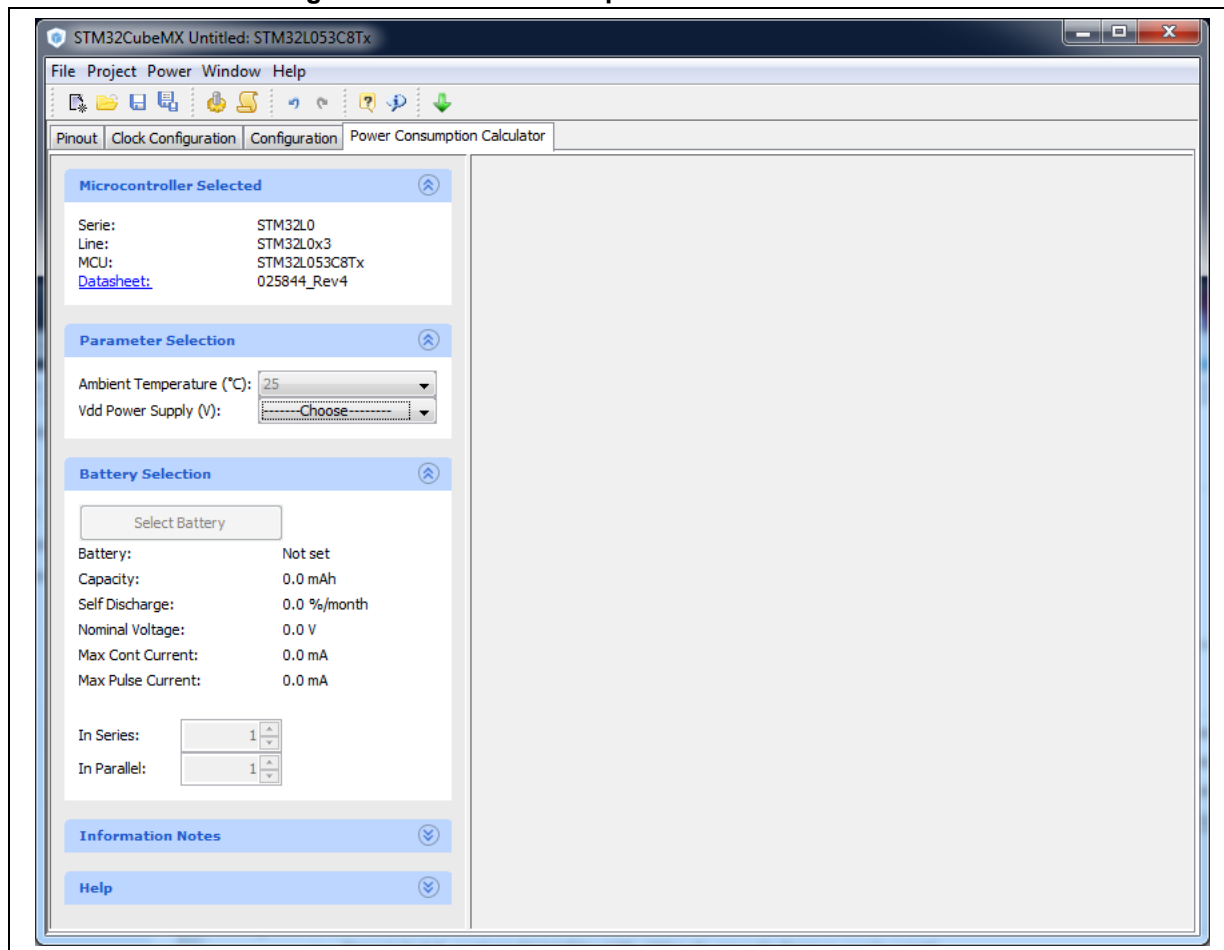 STM32CubeMX Untitled: STM32L053C8Tx
File Project Power Window Help
Pinout Clock Configuration Configuration Power Consumption Calculator
Microcontroller Selected
Serie: STM32L0
Line: STM32L0x3
MCU: STM32L053C8Tx
Datasheet: 025844_Rev4
Parameter Selection
Ambient Temperature (°C): 25
Vdd Power Supply (V): -------Choose--------
Battery Selection
Select Battery
Battery: Not set
Capacity: 0.0 mAh
Self Discharge: 0.0 %/month
Nominal Voltage: 0.0 V
Max Cont Current: 0.0 mA
Max Pulse Current: 0.0 mA
In Series: 1
In Parallel: 1
Information Notes
Help